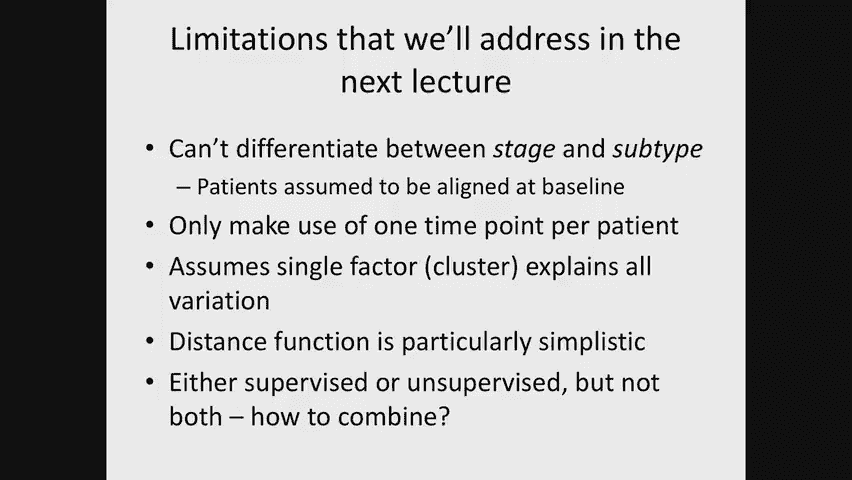 Limitations that we'll address in the
next lecture
• Can't differentiate between stage and subtype
– Patients assumed to be aligned at baseline
• Only make use of one time point per patient
• Assumes single factor (cluster) explains all
variation
• Distance function is particularly simplistic
• Either supervised or unsupervised, but not
both – how to combine?